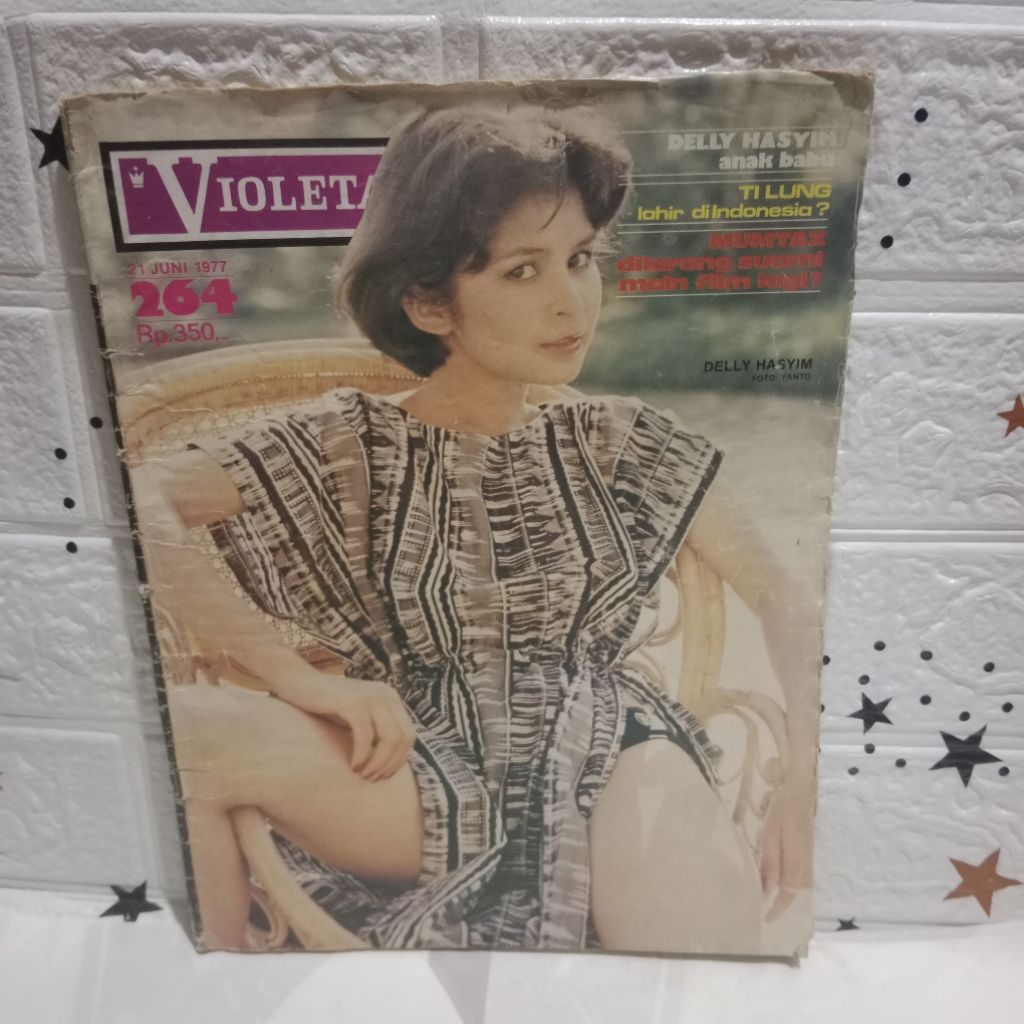 VIOLETA
21 JUNI 1977
264
Rp.350,-
DELLY HASYIM
anak babu
TI LUNG
lahir di Indonesia?
MUMTAZ
dilarang suami
main film lagi?
DELLY HASYIM
FOTO: YANTO